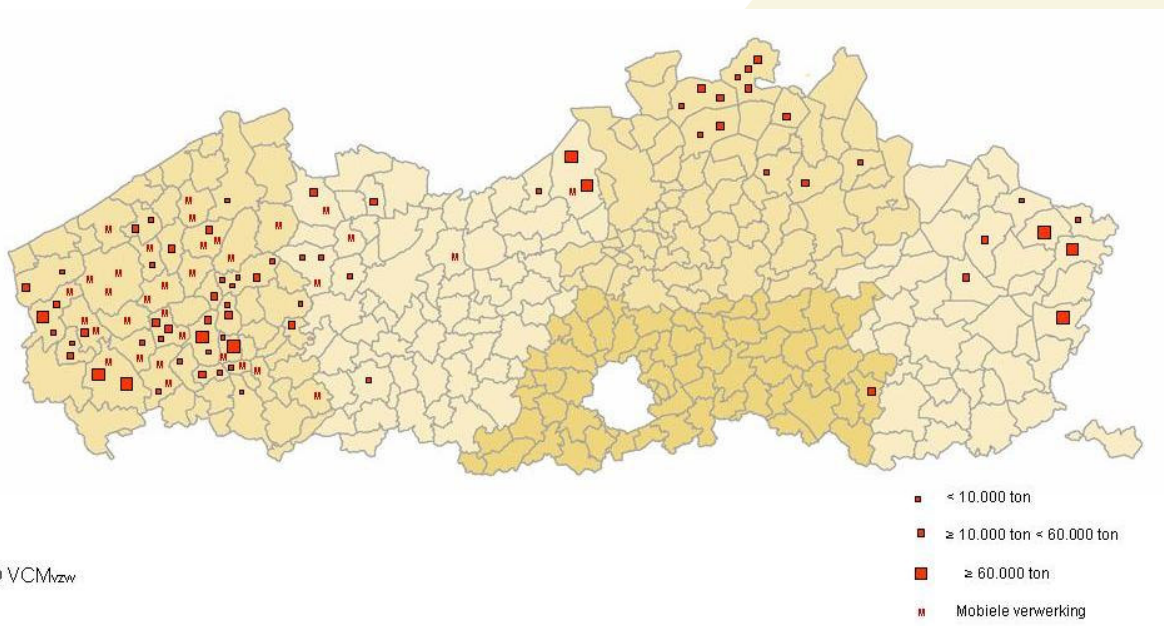 < 10.000 ton
≥ 10.000 ton < 60.000 ton
≥ 60.000 ton
VCMvzw
M Mobiele verwerking